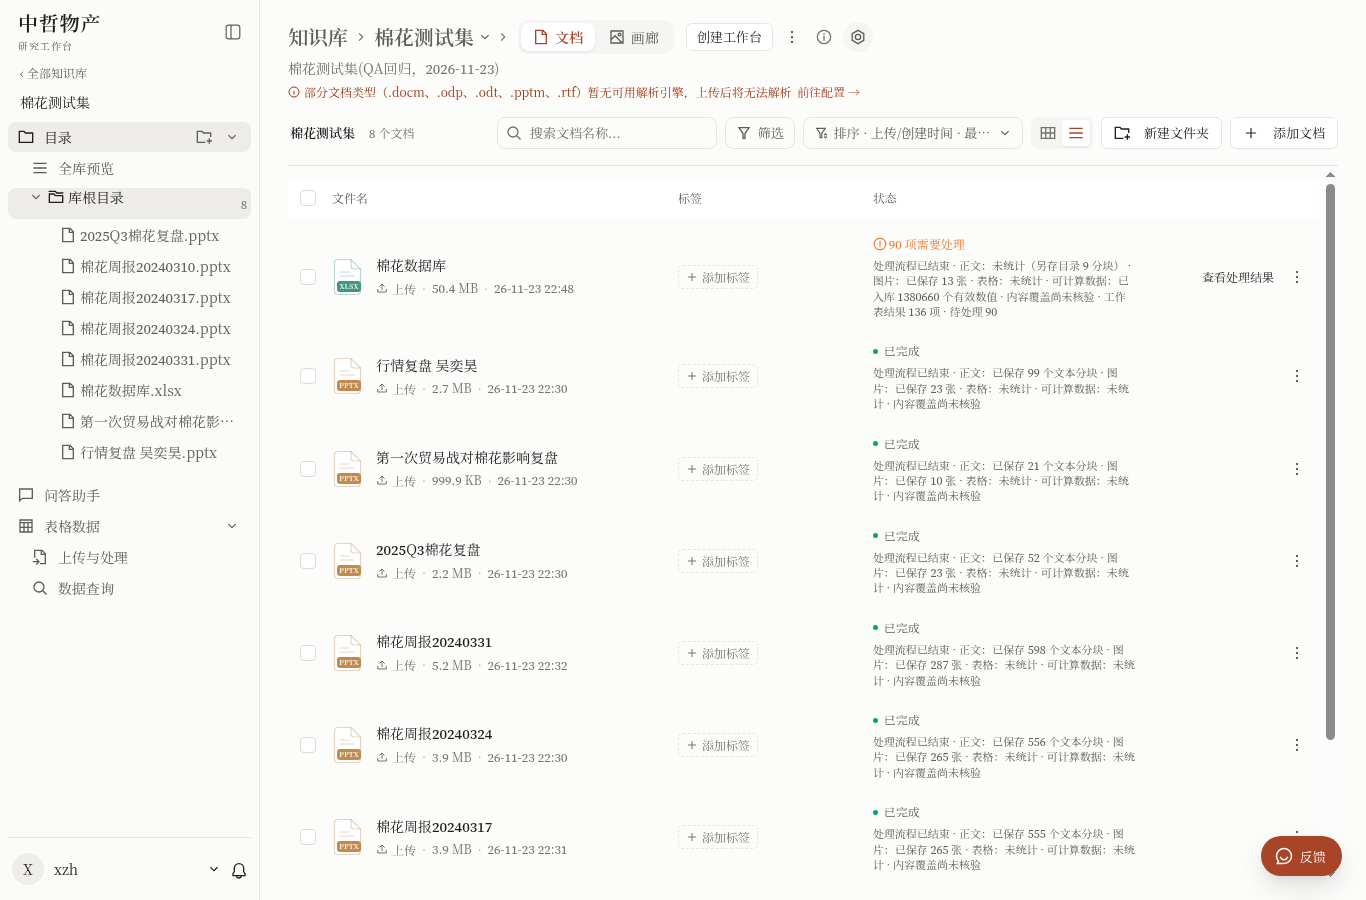 中哲物产
研究工作台
‹ 全部知识库
棉花测试集
目录
全库预览
库根目录
8
2025Q3棉花复盘.pptx
棉花周报20240310.pptx
棉花周报20240317.pptx
棉花周报20240324.pptx
棉花周报20240331.pptx
棉花数据库.xlsx
第一次贸易战对棉花影…
行情复盘 吴奕昊.pptx
问答助手
表格数据
上传与处理
数据查询
X xzh
知识库 › 棉花测试集 › 文档 画廊 创建工作台
棉花测试集(QA回归，2026-11-23)
部分文档类型（.docm、.odp、.odt、.pptm、.rtf）暂无可用解析引擎，上传后将无法解析 前往配置 →
棉花测试集 8 个文档 搜索文档名称... 筛选 排序 · 上传/创建时间 · 最… 新建文件夹 添加文档
文件名 标签 状态
XLSX
棉花数据库
上传 · 50.4 MB · 26-11-23 22:48
添加标签
90 项需要处理
处理流程已结束 · 正文：未统计（另存目录 9 分块） ·
图片：已保存 13 张 · 表格：未统计 · 可计算数据：已
入库 1380660 个有效数值 · 内容覆盖尚未核验 · 工作
表结果 136 项 · 待处理 90
查看处理结果
PPTX
行情复盘 吴奕昊
上传 · 2.7 MB · 26-11-23 22:30
添加标签
已完成
处理流程已结束 · 正文：已保存 99 个文本分块 · 图
片：已保存 23 张 · 表格：未统计 · 可计算数据：未统
计 · 内容覆盖尚未核验
PPTX
第一次贸易战对棉花影响复盘
上传 · 999.9 KB · 26-11-23 22:30
添加标签
已完成
处理流程已结束 · 正文：已保存 21 个文本分块 · 图
片：已保存 10 张 · 表格：未统计 · 可计算数据：未统
计 · 内容覆盖尚未核验
PPTX
2025Q3棉花复盘
上传 · 2.2 MB · 26-11-23 22:30
添加标签
已完成
处理流程已结束 · 正文：已保存 52 个文本分块 · 图
片：已保存 23 张 · 表格：未统计 · 可计算数据：未统
计 · 内容覆盖尚未核验
PPTX
棉花周报20240331
上传 · 5.2 MB · 26-11-23 22:32
添加标签
已完成
处理流程已结束 · 正文：已保存 598 个文本分块 · 图
片：已保存 287 张 · 表格：未统计 · 可计算数据：未统
计 · 内容覆盖尚未核验
PPTX
棉花周报20240324
上传 · 3.9 MB · 26-11-23 22:30
添加标签
已完成
处理流程已结束 · 正文：已保存 556 个文本分块 · 图
片：已保存 265 张 · 表格：未统计 · 可计算数据：未统
计 · 内容覆盖尚未核验
PPTX
棉花周报20240317
上传 · 3.9 MB · 26-11-23 22:31
添加标签
已完成
处理流程已结束 · 正文：已保存 555 个文本分块 · 图
片：已保存 265 张 · 表格：未统计 · 可计算数据：未统
计 · 内容覆盖尚未核验
反馈